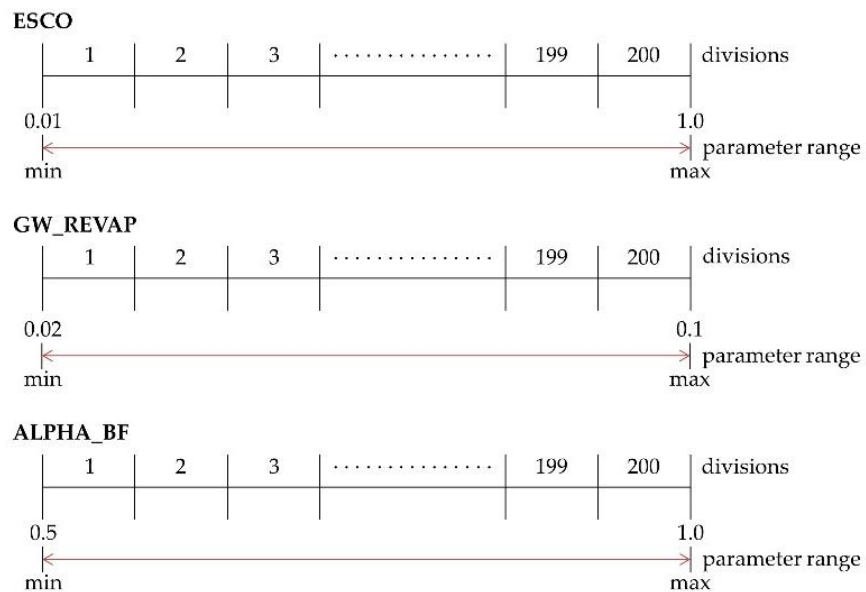 ESCO
1 2 3 ............... 199 200 divisions
0.01 1.0
parameter range
min max
GW_REVAP
1 2 3 ............... 199 200 divisions
0.02 0.1
parameter range
min max
ALPHA_BF
1 2 3 ............... 199 200 divisions
0.5 1.0
parameter range
min max